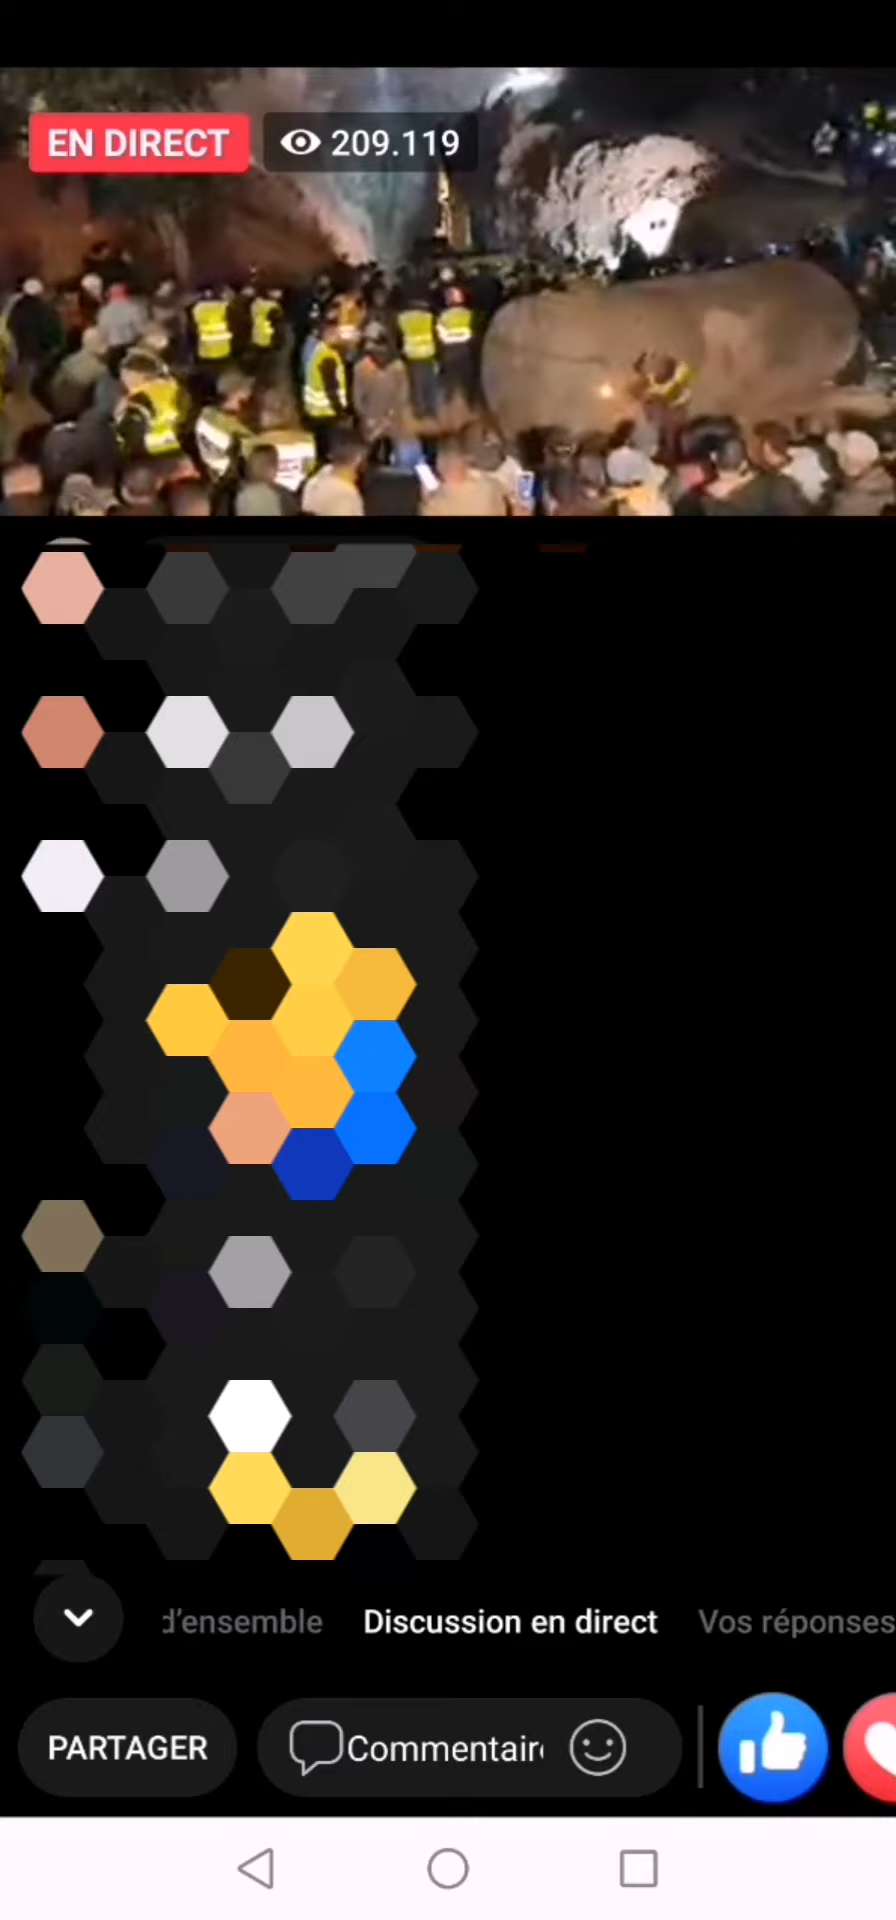 EN DIRECT
209.119
d'ensemble
Discussion en direct
Vos réponses
PARTAGER
Commentair